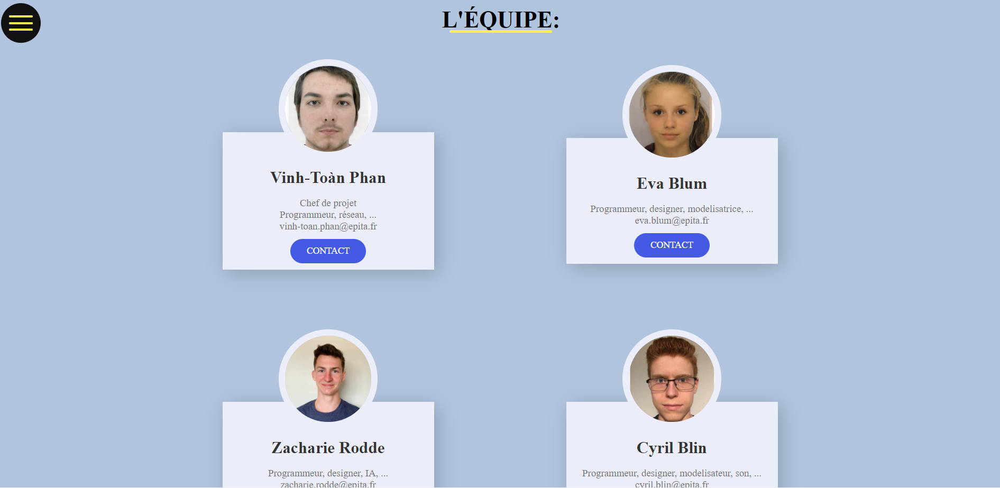 L'ÉQUIPE:
Vinh-Toàn Phan
Chef de projet
Programmeur, réseau, ...
vinh-toan.phan@epita.fr
CONTACT
Eva Blum
Programmeur, designer, modelisatrice, ...
eva.blum@epita.fr
CONTACT
Zacharie Rodde
Programmeur, designer, IA, ...
zacharie.rodde@epita.fr
Cyril Blin
Programmeur, designer, modelisateur, son, ...
cyril.blin@epita.fr